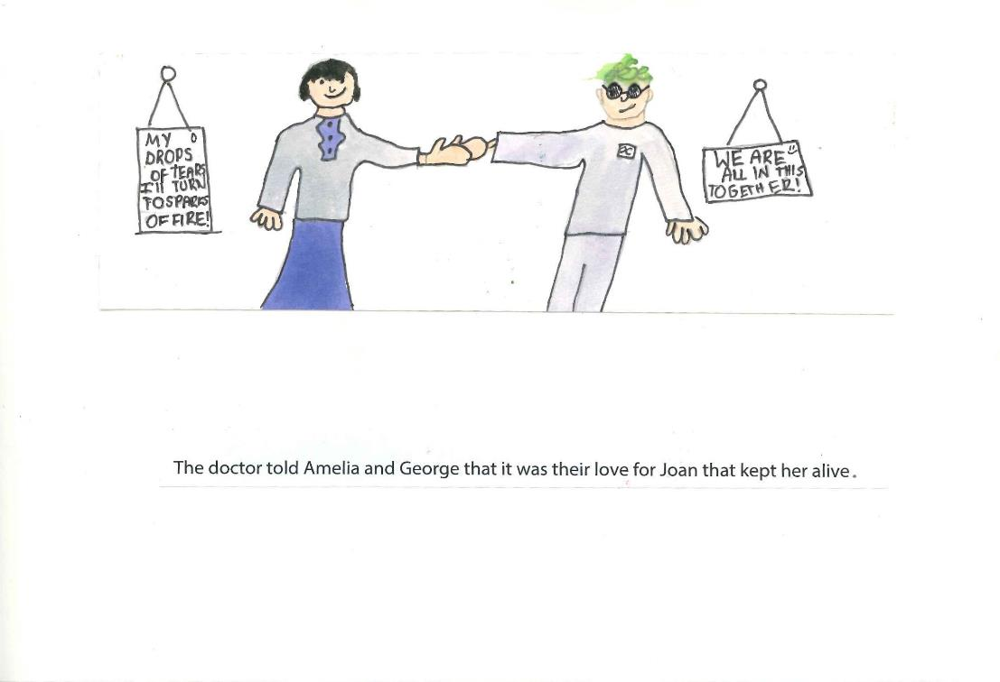 MY
DROPS
OF TEARS
I'll TURN
TO SPARKS
OF FIRE!
WE ARE
ALL IN THIS
TOGETHER!
The doctor told Amelia and George that it was their love for Joan that kept her alive.